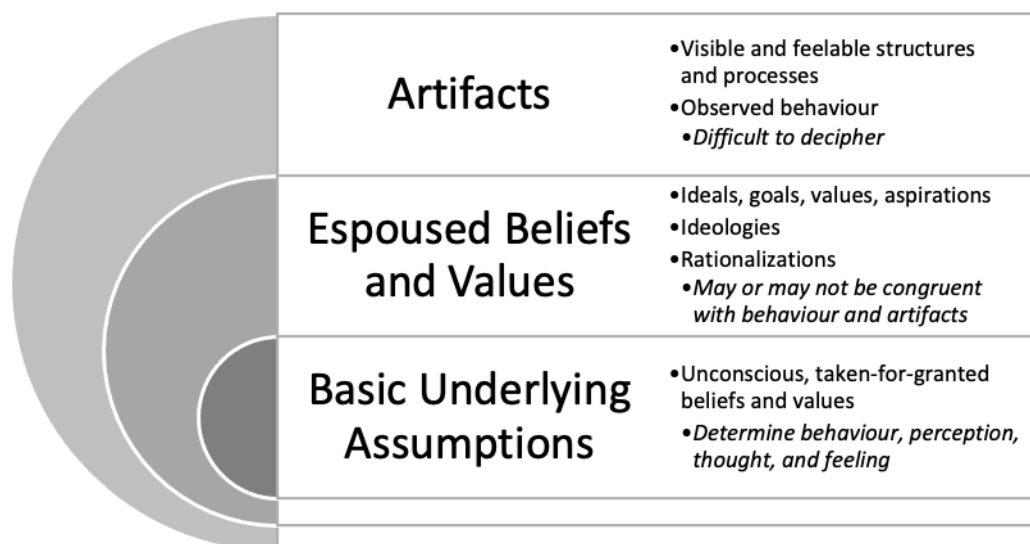 Artifacts
•Visible and feelable structures
and processes
•Observed behaviour
•Difficult to decipher
Espoused Beliefs
and Values
•Ideals, goals, values, aspirations
•Ideologies
•Rationalizations
•May or may not be congruent
with behaviour and artifacts
Basic Underlying
Assumptions
•Unconscious, taken-for-granted
beliefs and values
•Determine behaviour, perception,
thought, and feeling